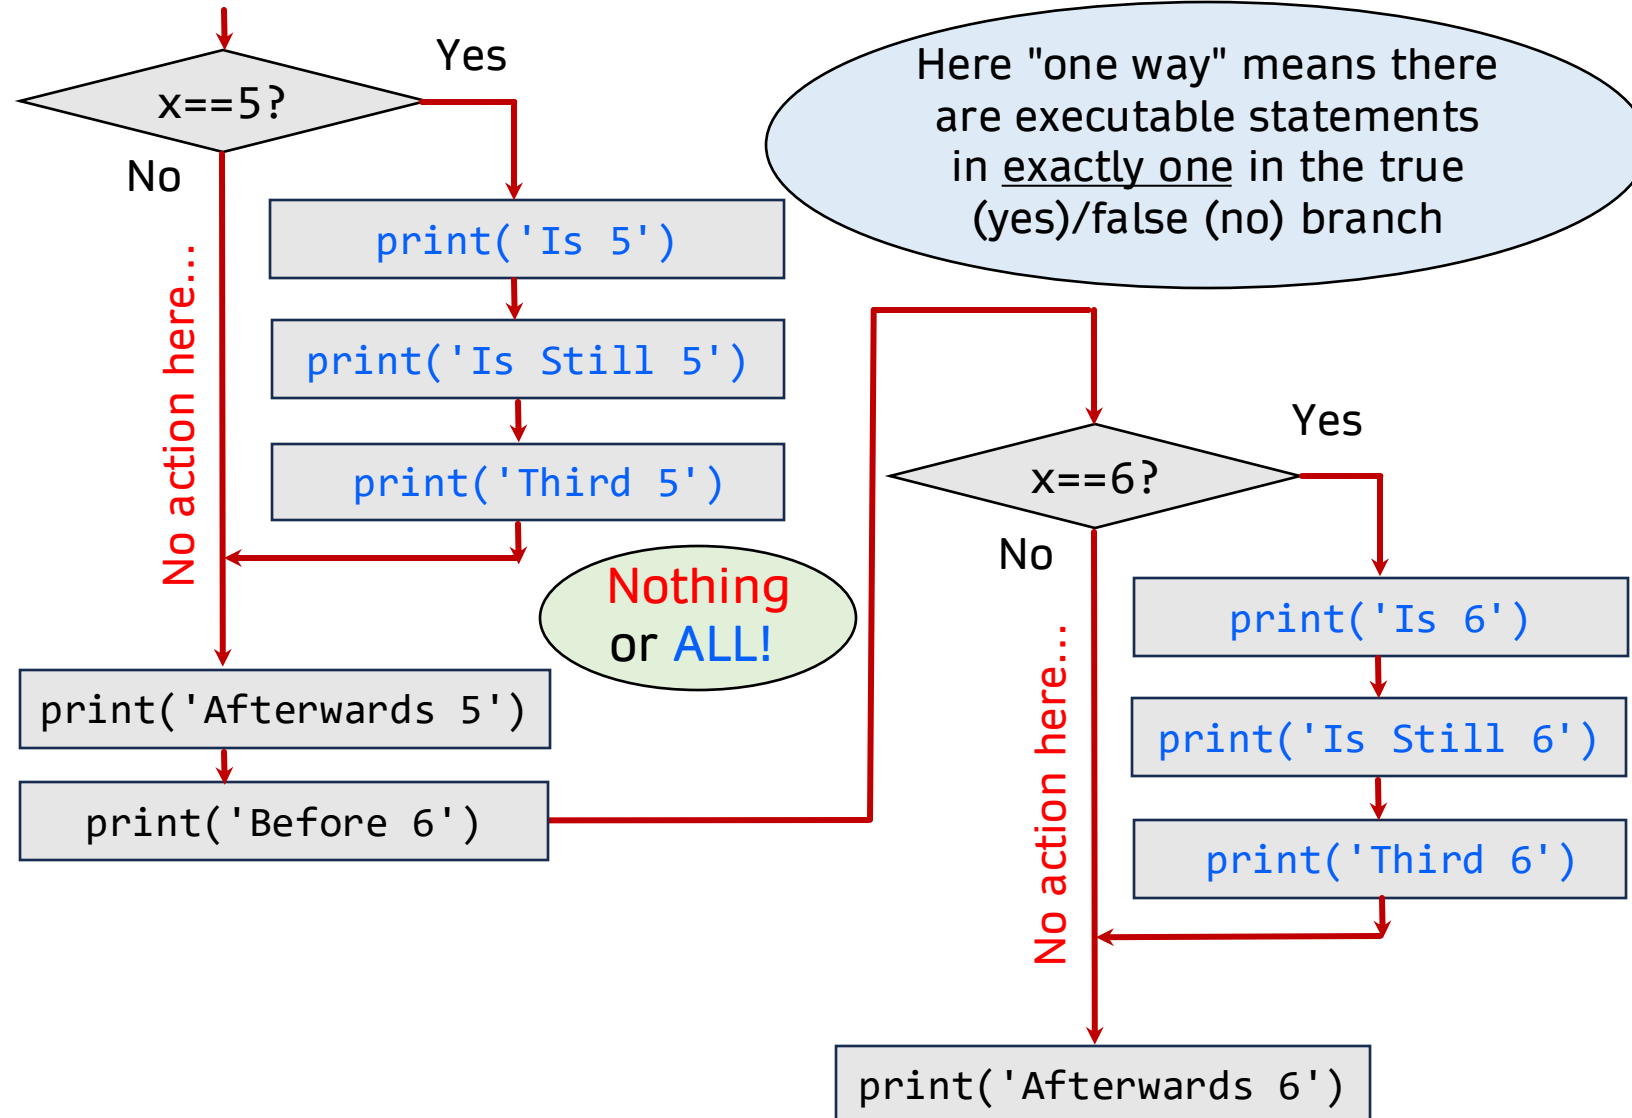 x==5?
Yes
No
No action here...
print('Is 5')
print('Is Still 5')
print('Third 5')
print('Afterwards 5')
print('Before 6')
Nothing
or ALL!
Here "one way" means there
are executable statements
in exactly one in the true
(yes)/false (no) branch
x==6?
Yes
No
No action here...
print('Is 6')
print('Is Still 6')
print('Third 6')
print('Afterwards 6')